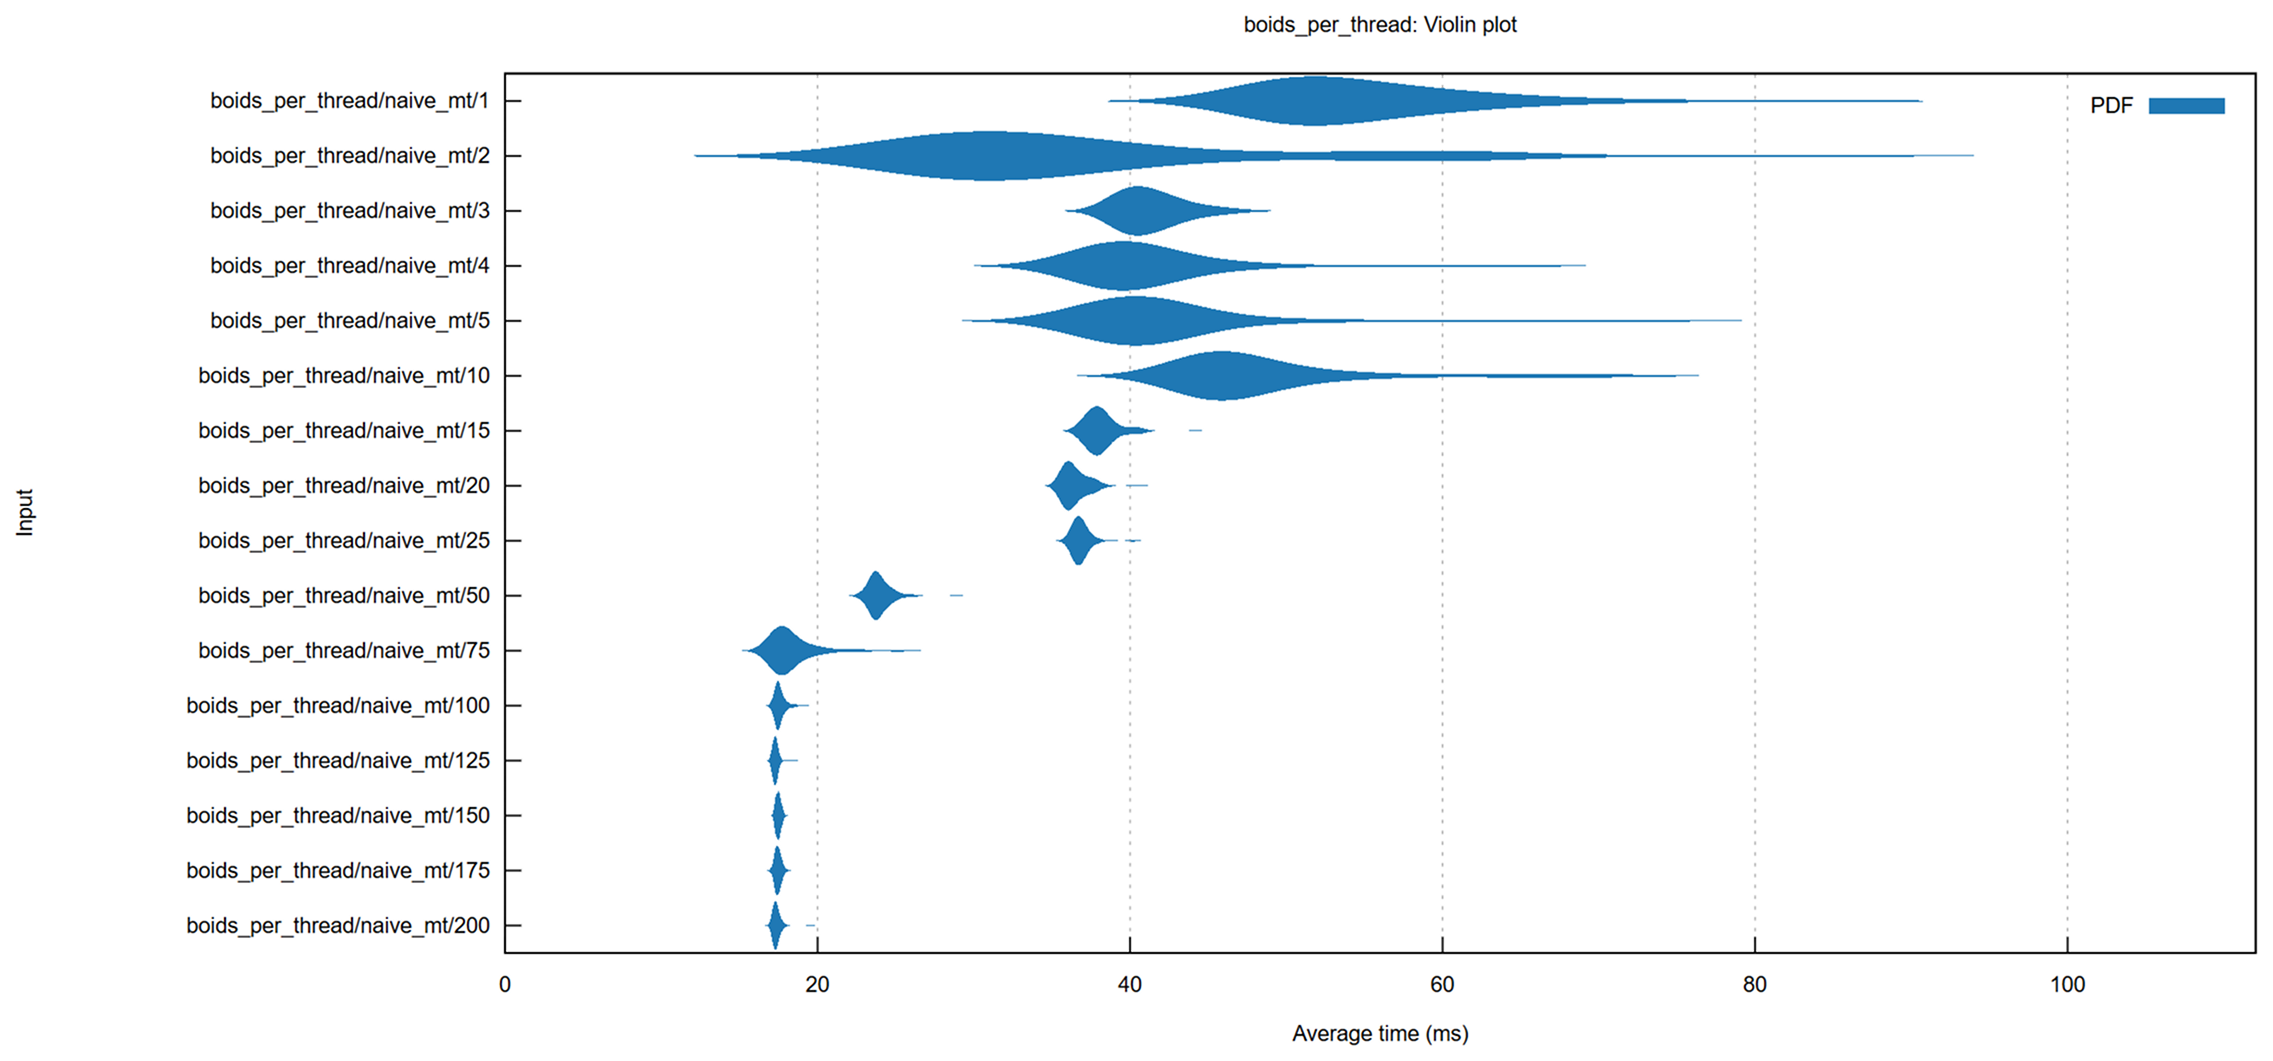 boids_per_thread: Violin plot
PDF
boids_per_thread/naive_mt/1
boids_per_thread/naive_mt/2
boids_per_thread/naive_mt/3
boids_per_thread/naive_mt/4
boids_per_thread/naive_mt/5
boids_per_thread/naive_mt/10
boids_per_thread/naive_mt/15
boids_per_thread/naive_mt/20
boids_per_thread/naive_mt/25
boids_per_thread/naive_mt/50
boids_per_thread/naive_mt/75
boids_per_thread/naive_mt/100
boids_per_thread/naive_mt/125
boids_per_thread/naive_mt/150
boids_per_thread/naive_mt/175
boids_per_thread/naive_mt/200
Input
0 20 40 60 80 100
Average time (ms)